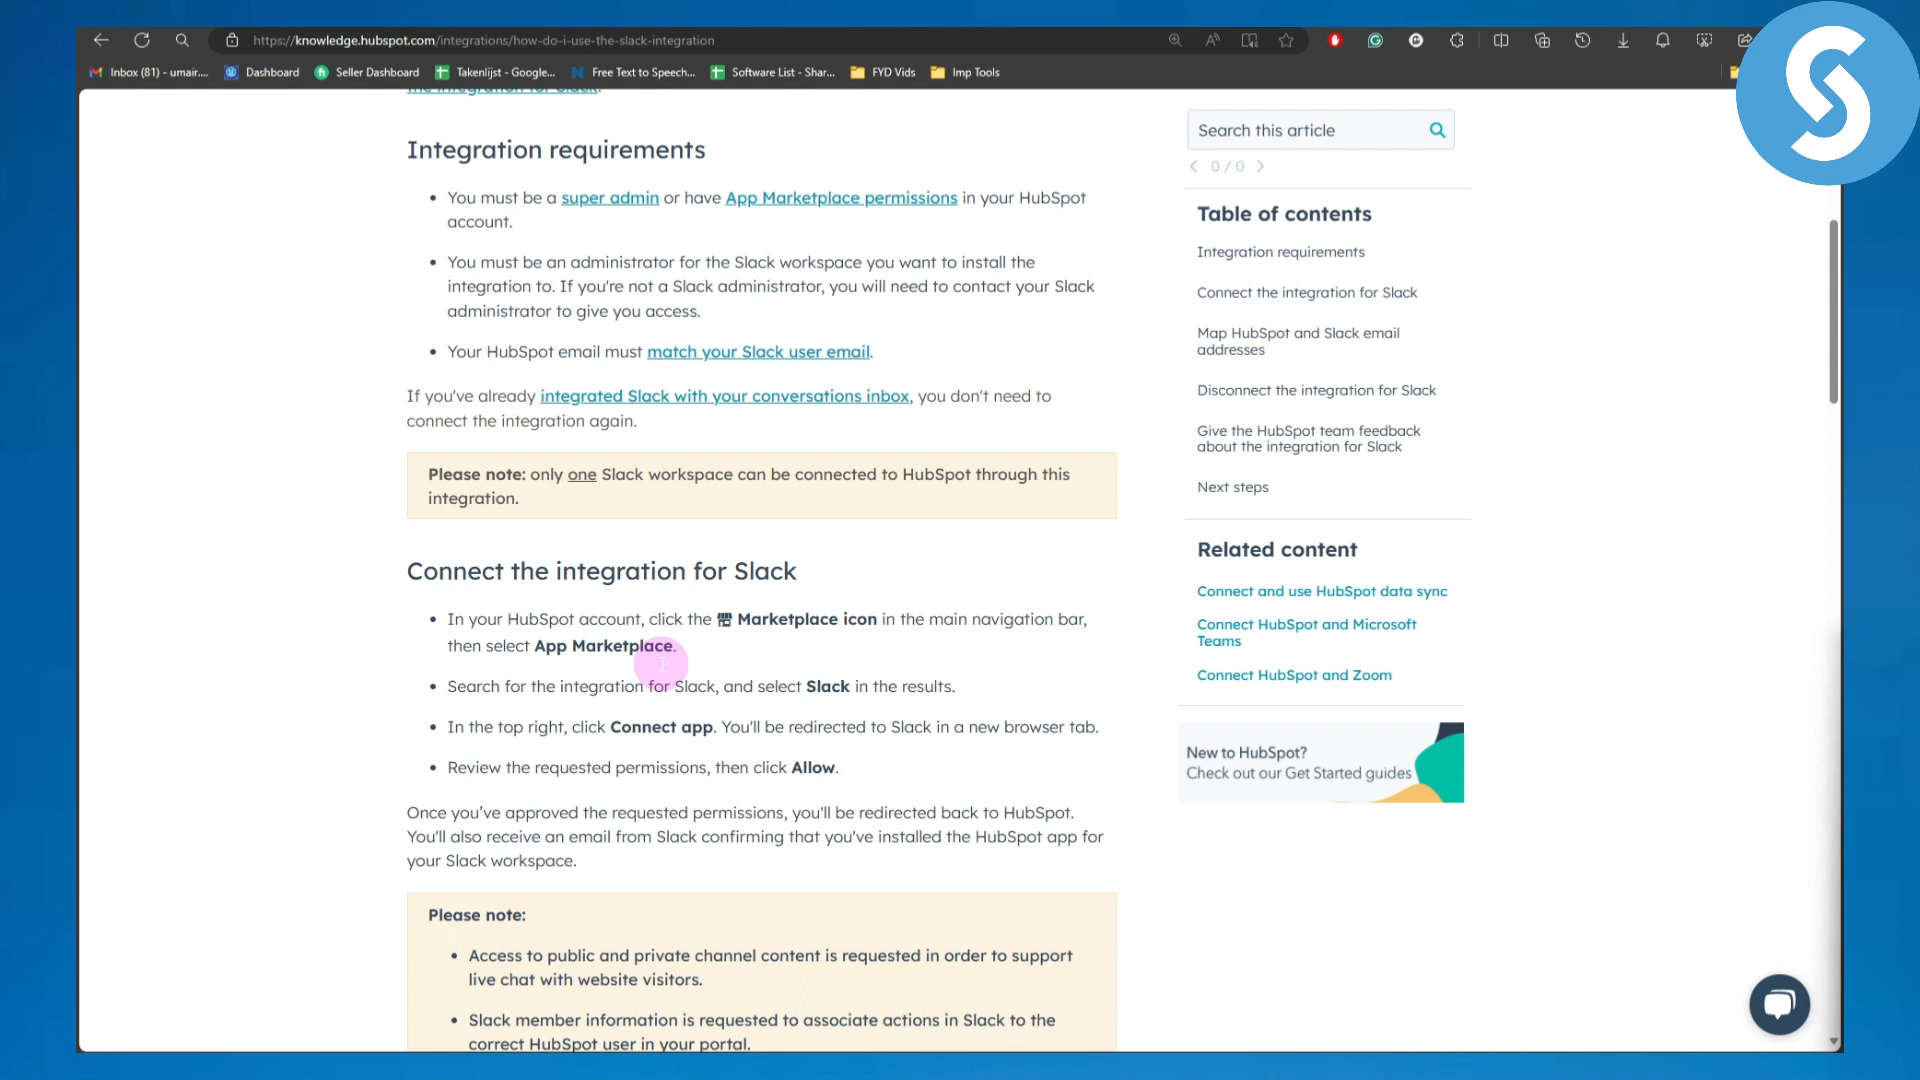 https://knowledge.hubspot.com/integrations/how-do-i-use-the-slack-integration
Inbox (81) - umair....
Dashboard
Seller Dashboard
Takenlijst - Google...
Free Text to Speech...
Software List - Shar...
FYD Vids
Imp Tools
the integration for Slack.
Integration requirements
• You must be a super admin or have App Marketplace permissions in your HubSpot
account.
• You must be an administrator for the Slack workspace you want to install the
integration to. If you're not a Slack administrator, you will need to contact your Slack
administrator to give you access.
• Your HubSpot email must match your Slack user email.
If you've already integrated Slack with your conversations inbox, you don't need to
connect the integration again.
Please note: only one Slack workspace can be connected to HubSpot through this
integration.
Connect the integration for Slack
• In your HubSpot account, click the Marketplace icon in the main navigation bar,
then select App Marketplace.
• Search for the integration for Slack, and select Slack in the results.
• In the top right, click Connect app. You'll be redirected to Slack in a new browser tab.
• Review the requested permissions, then click Allow.
Once you've approved the requested permissions, you'll be redirected back to HubSpot.
You'll also receive an email from Slack confirming that you've installed the HubSpot app for
your Slack workspace.
Please note:
• Access to public and private channel content is requested in order to support
live chat with website visitors.
• Slack member information is requested to associate actions in Slack to the
correct HubSpot user in your portal.
Search this article
0 / 0
Table of contents
Integration requirements
Connect the integration for Slack
Map HubSpot and Slack email
addresses
Disconnect the integration for Slack
Give the HubSpot team feedback
about the integration for Slack
Next steps
Related content
Connect and use HubSpot data sync
Connect HubSpot and Microsoft
Teams
Connect HubSpot and Zoom
New to HubSpot?
Check out our Get Started guides